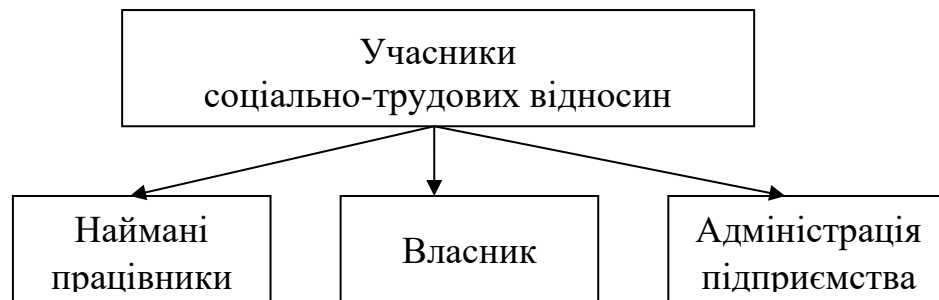 Учасники
соціально-трудових відносин
Наймані
працівники
Власник
Адміністрація
підприємства